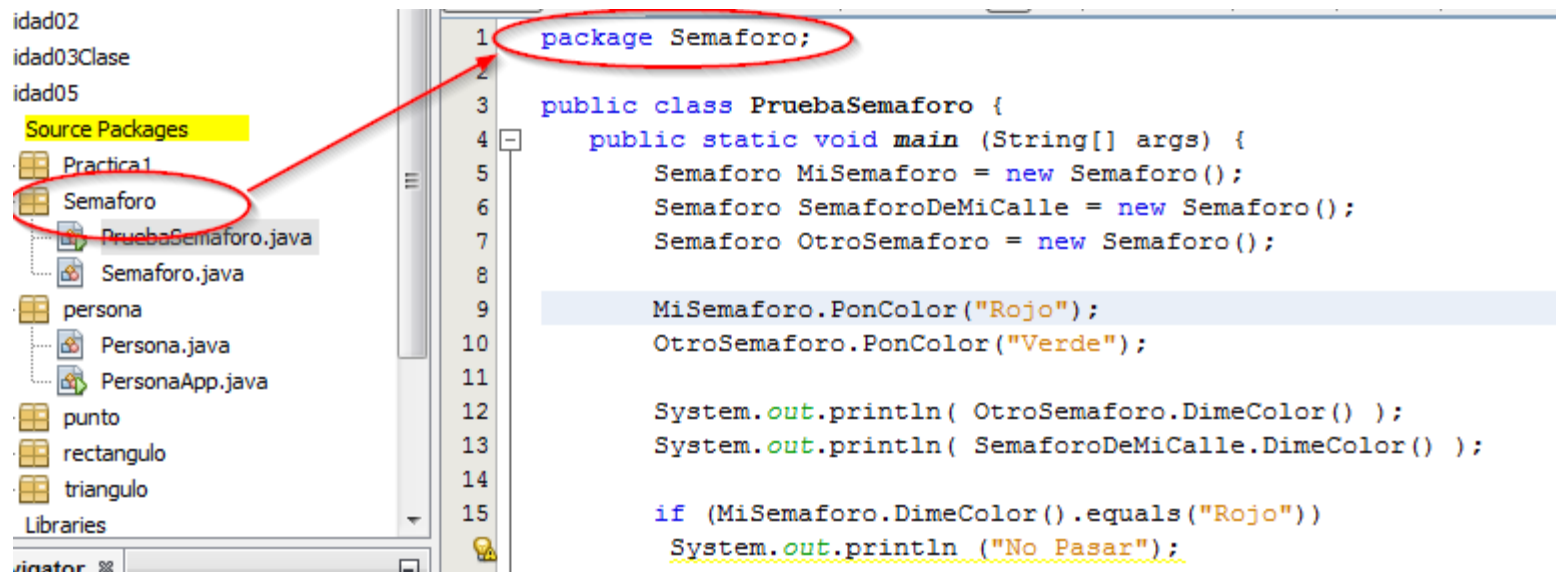 idad02
idad03Clase
idad05
Source Packages
Practica1
Semaforo
PruebaSemaforo.java
Semaforo.java
persona
Persona.java
PersonaApp.java
punto
rectangulo
triangulo
Libraries
vigator
1 package Semaforo;
2
3 public class PruebaSemaforo {
4 public static void main (String[] args) {
5 Semaforo MiSemaforo = new Semaforo();
6 Semaforo SemaforoDeMiCalle = new Semaforo();
7 Semaforo OtroSemaforo = new Semaforo();
8
9 MiSemaforo.PonColor("Rojo");
10 OtroSemaforo.PonColor("Verde");
11
12 System.out.println( OtroSemaforo.DimeColor() );
13 System.out.println( SemaforoDeMiCalle.DimeColor() );
14
15 if (MiSemaforo.DimeColor().equals("Rojo"))
System.out.println ("No Pasar");